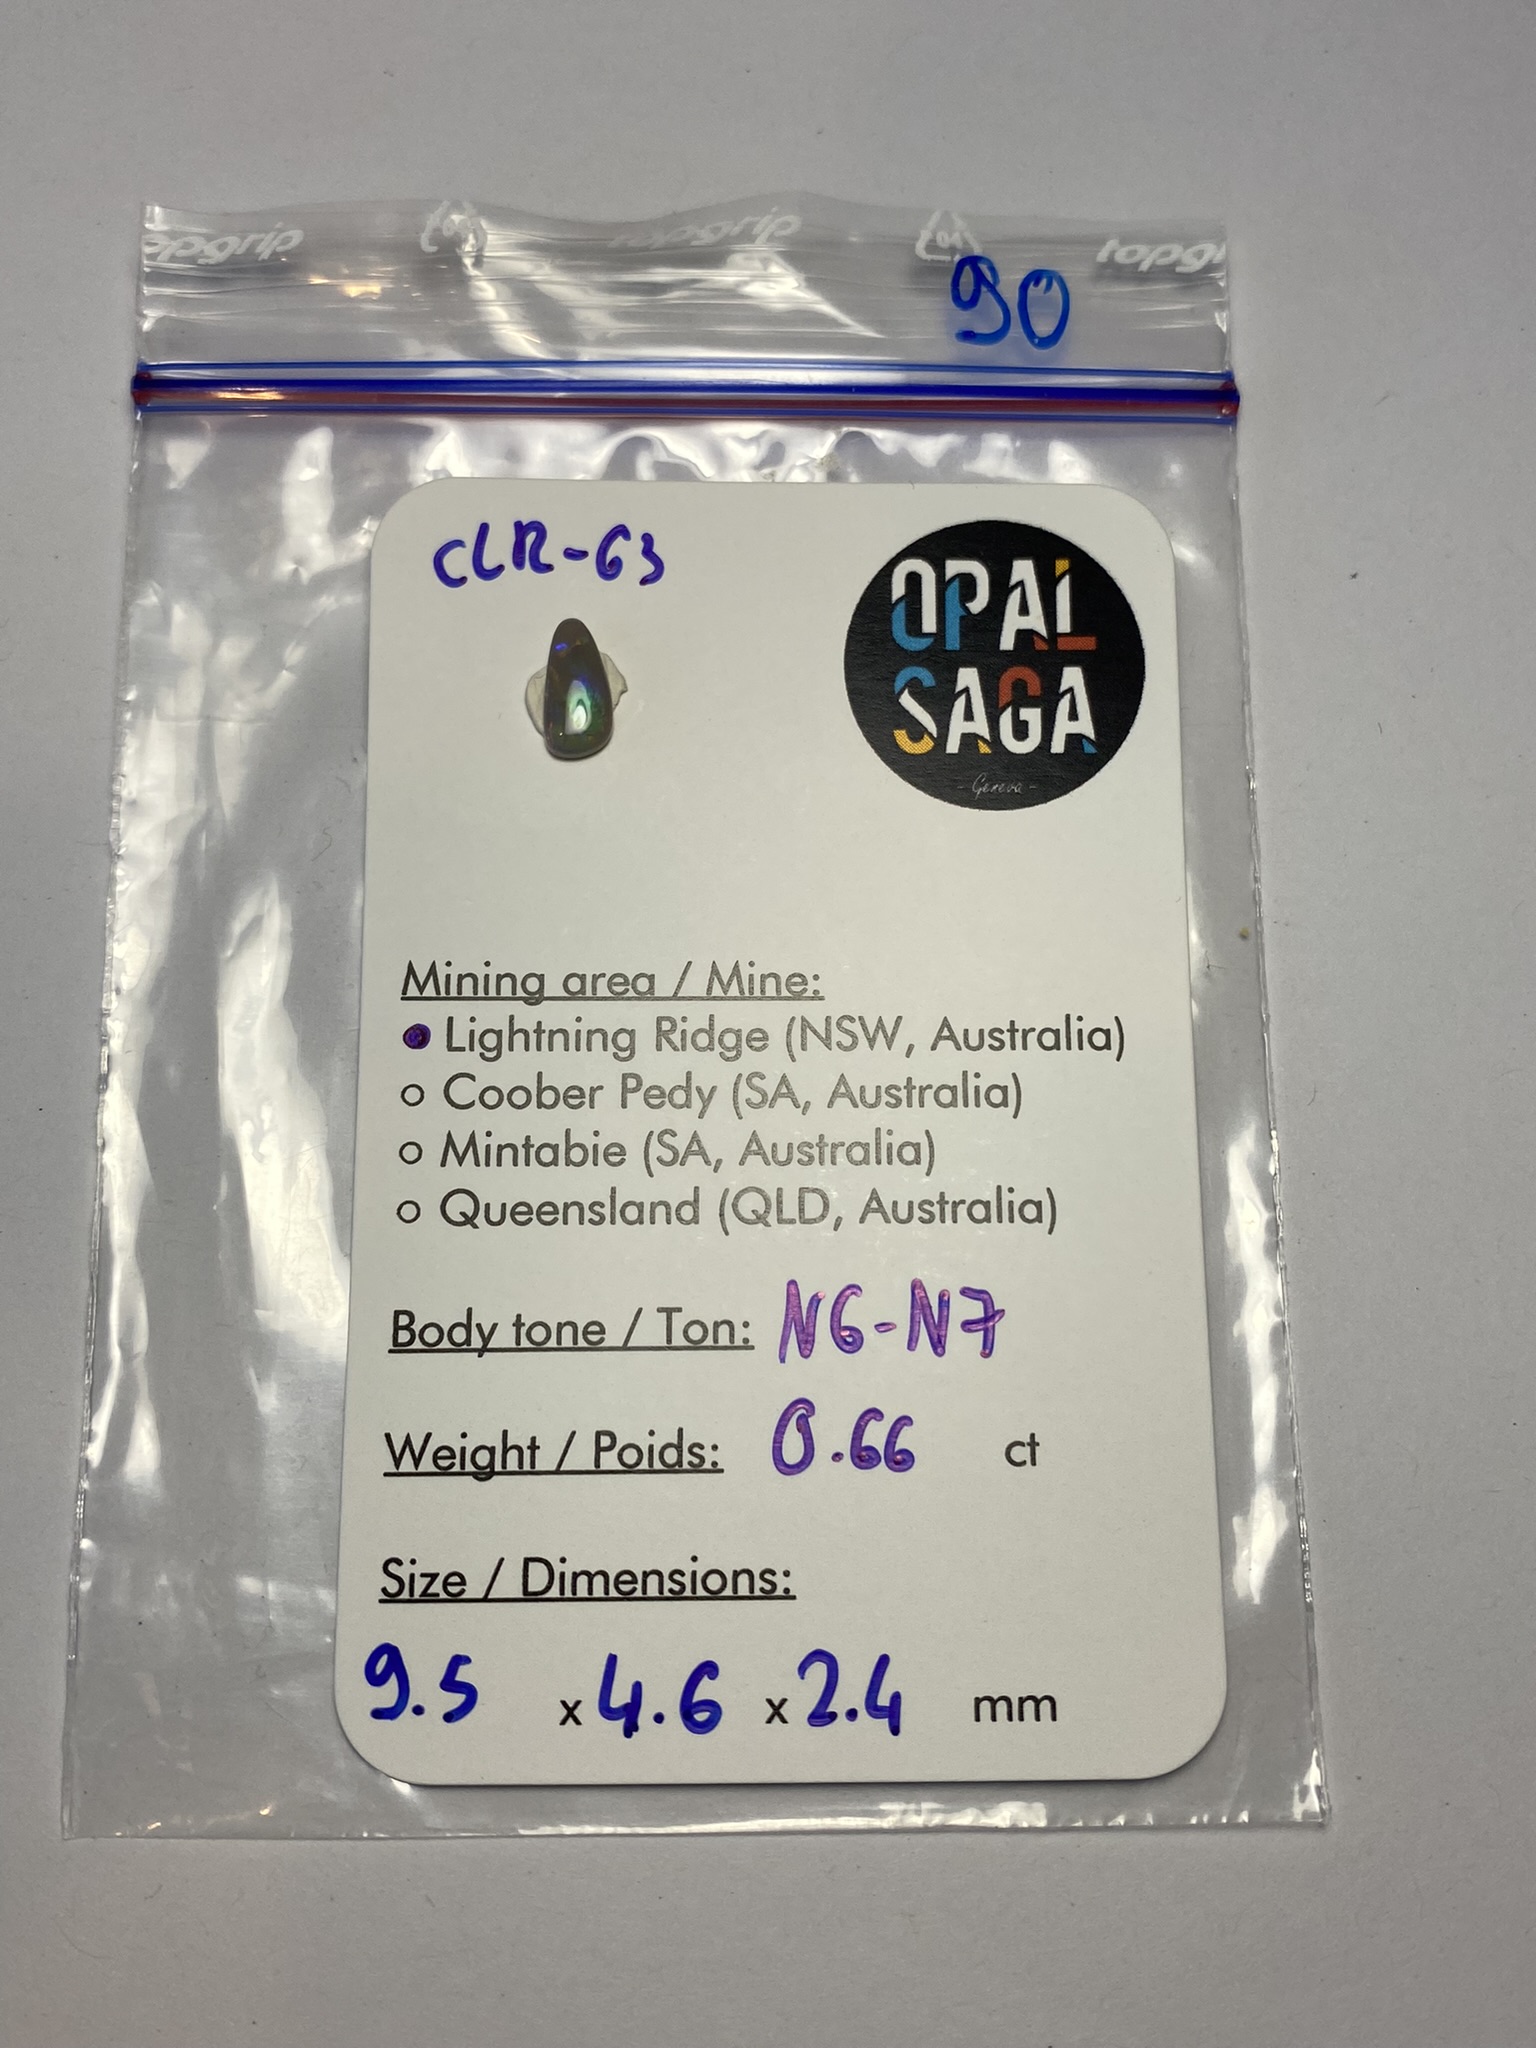 topgrip topgrip topgr
90
CLR-63
OPAL
SAGA
- Geneva -
Mining area / Mine:
Lightning Ridge (NSW, Australia)
Coober Pedy (SA, Australia)
Mintabie (SA, Australia)
Queensland (QLD, Australia)
Body tone / Ton: N6-N7
Weight / Poids: 0.66 ct
Size / Dimensions:
9.5 x 4.6 x 2.4 mm